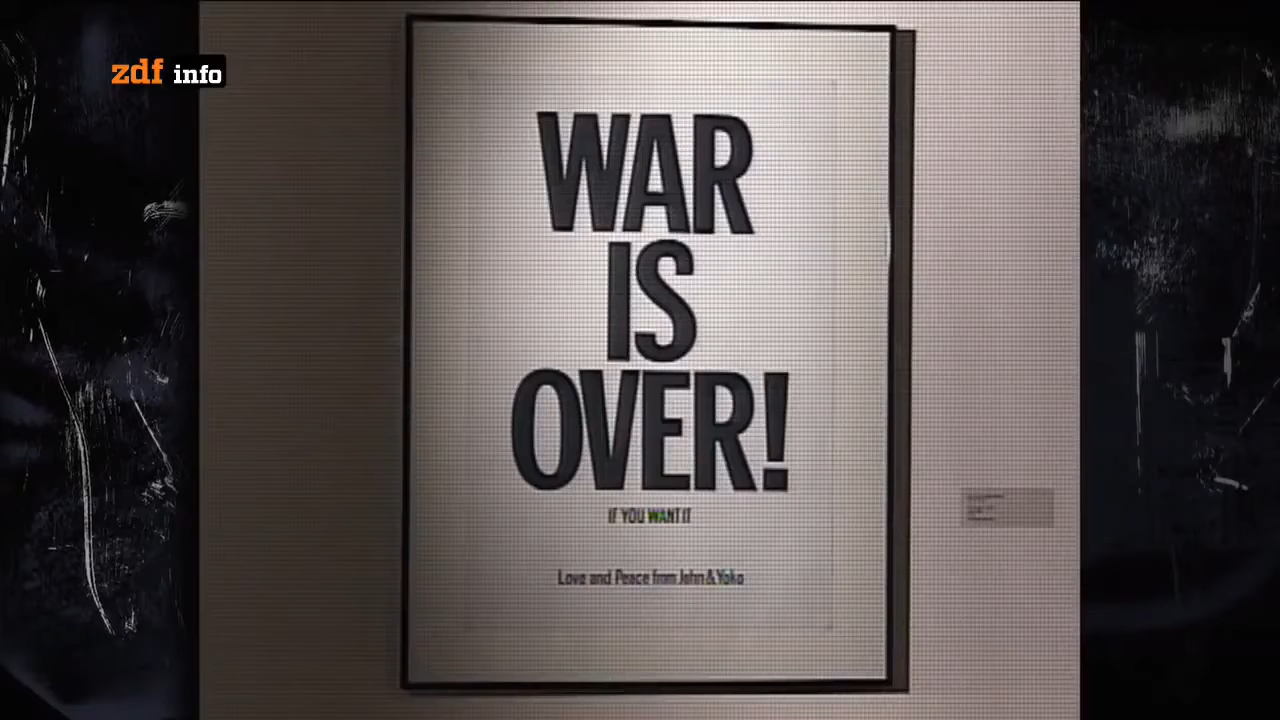 zdf info
WAR
IS
OVER!
IF YOU WANT IT
Love and Peace from John & Yoko